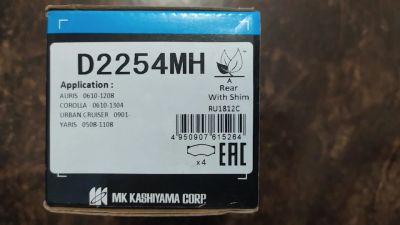 D2254MH
A
Rear
With Shim
Application :
AURIS 0610-1208
COROLLA 0610-1304
URBAN CRUISER 0901-
YARIS 0508-1108
RU1812C
4 950907 615264
EAC
x4
MK KASHIYAMA CORP.